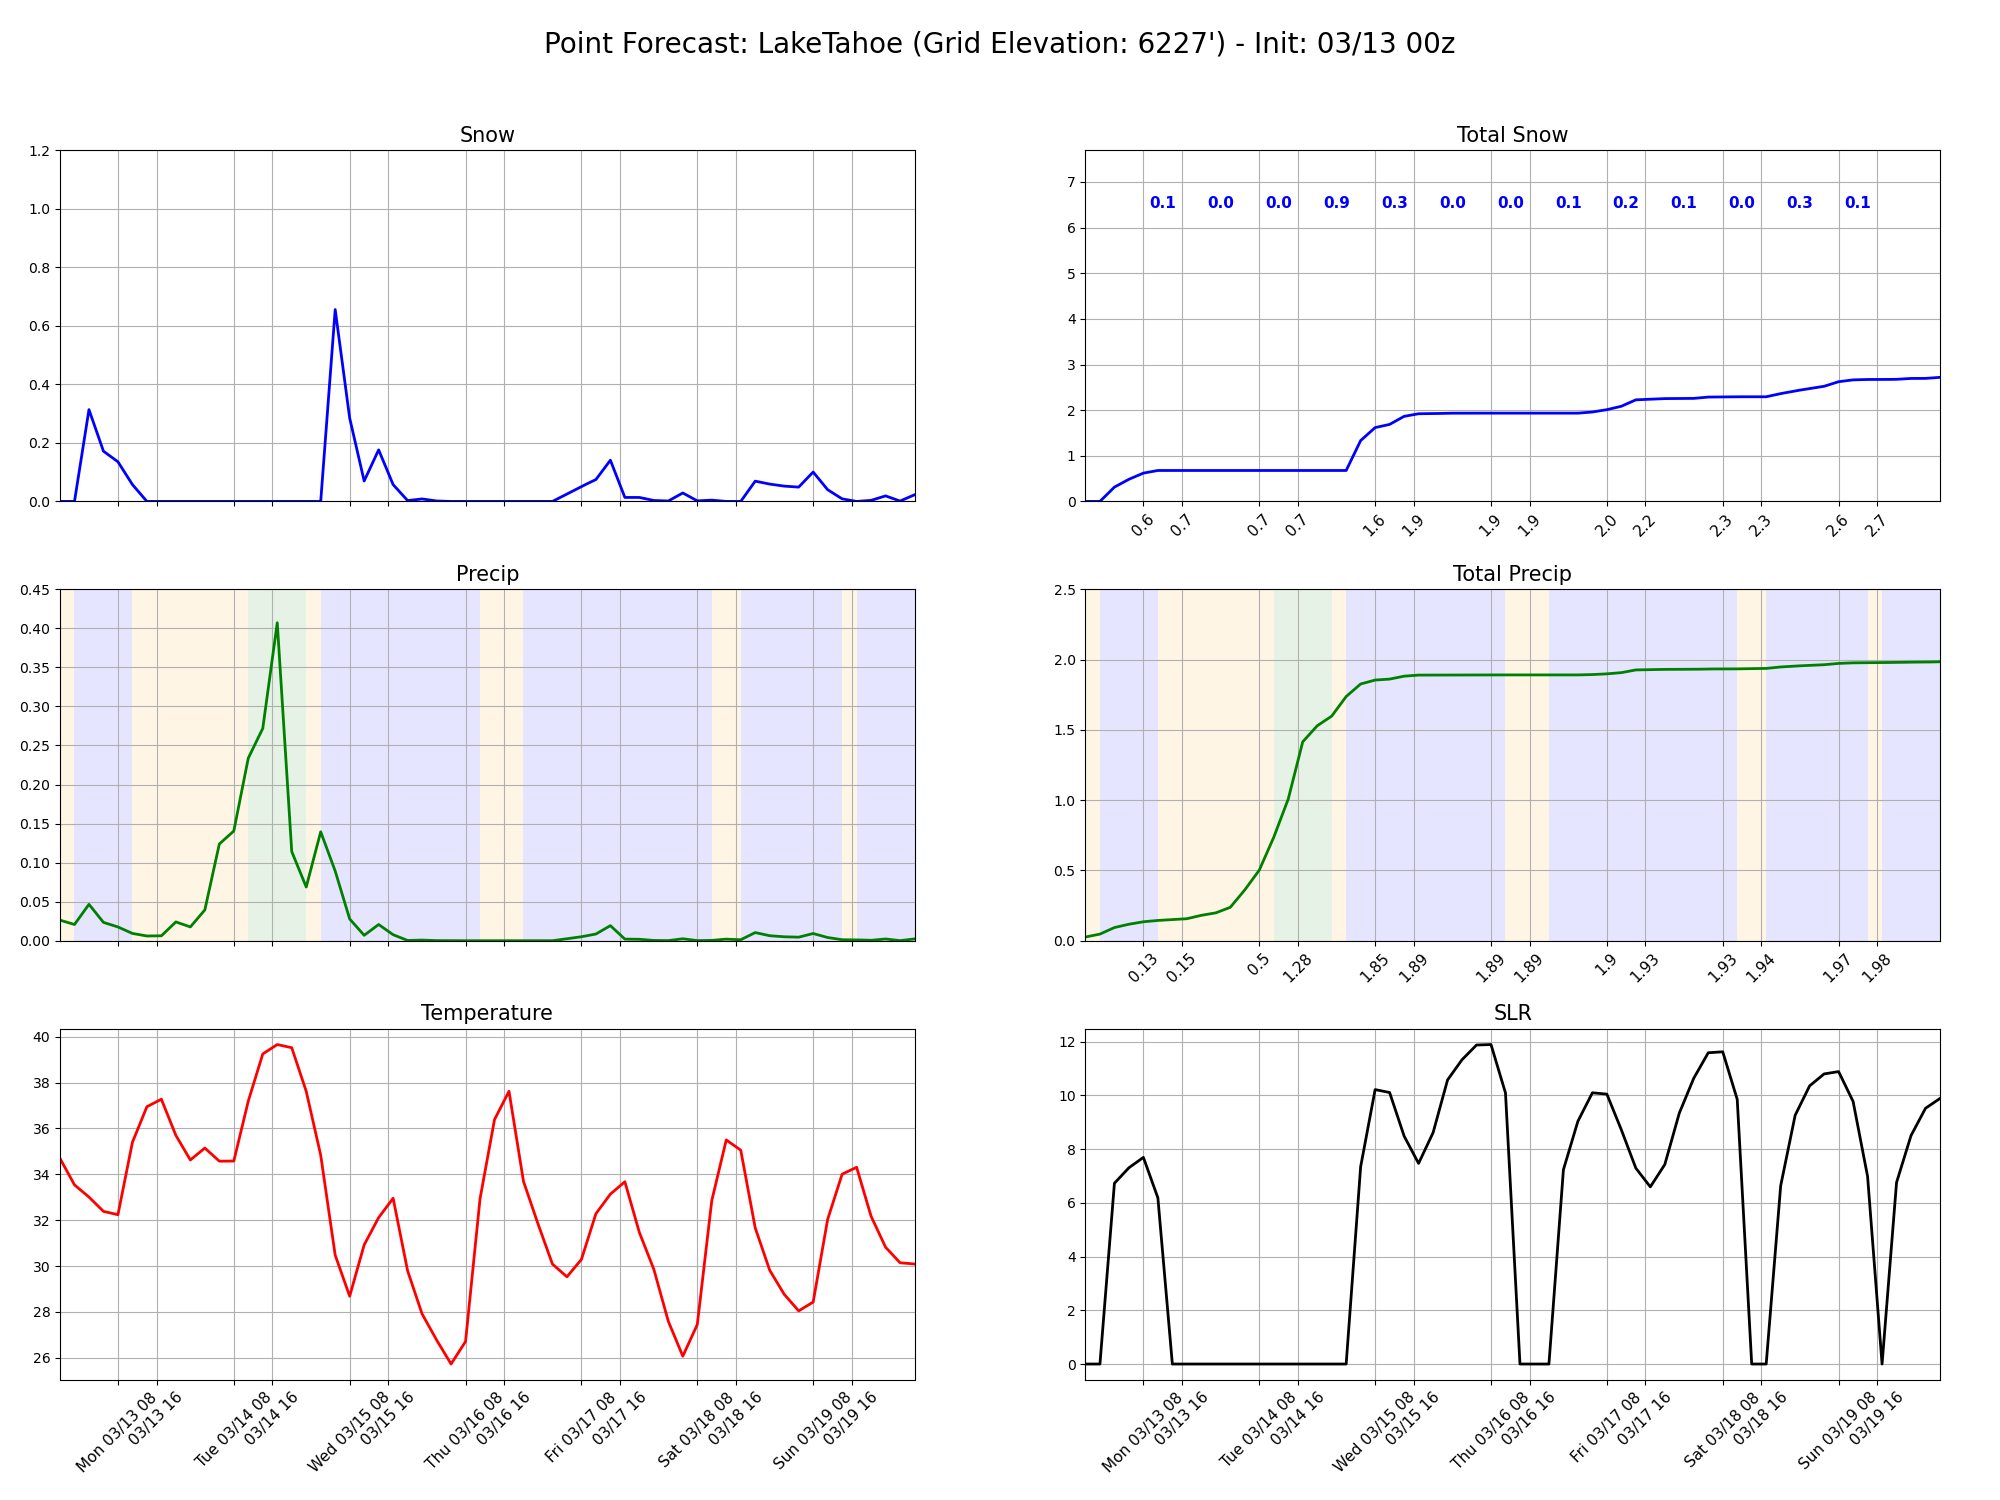 Point Forecast: LakeTahoe (Grid Elevation: 6227') - Init: 03/13 00z
Snow
1.2
1.0
0.8
0.6
0.4
0.2
0.0
Total Snow
7
6
5
4
3
2
1
0
0.1 0.0 0.0 0.9 0.3 0.0 0.0 0.1 0.2 0.1 0.0 0.3 0.1
0.6 0.7 0.7 0.7 1.6 1.9 1.9 1.9 2.0 2.2 2.3 2.3 2.6 2.7
Precip
0.45
0.40
0.35
0.30
0.25
0.20
0.15
0.10
0.05
0.00
Total Precip
2.5
2.0
1.5
1.0
0.5
0.0
0.13 0.15 0.5 1.28 1.85 1.89 1.89 1.89 1.9 1.93 1.93 1.94 1.97 1.98
Temperature
40
38
36
34
32
30
28
26
Mon 03/13 08
03/13 16
Tue 03/14 08
03/14 16
Wed 03/15 08
03/15 16
Thu 03/16 08
03/16 16
Fri 03/17 08
03/17 16
Sat 03/18 08
03/18 16
Sun 03/19 08
03/19 16
SLR
12
10
8
6
4
2
0
Mon 03/13 08
03/13 16
Tue 03/14 08
03/14 16
Wed 03/15 08
03/15 16
Thu 03/16 08
03/16 16
Fri 03/17 08
03/17 16
Sat 03/18 08
03/18 16
Sun 03/19 08
03/19 16